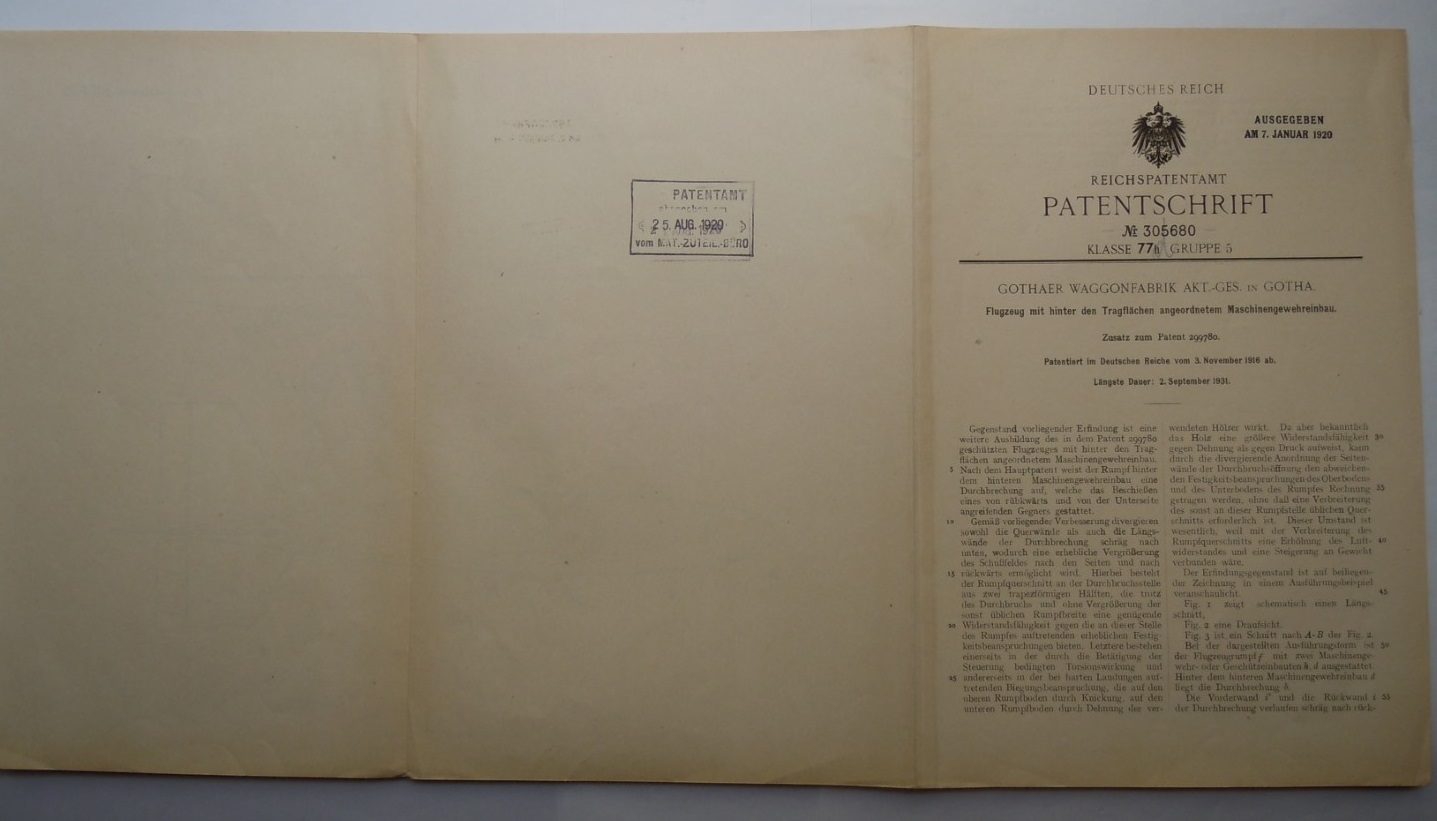 PATENTAMT
25. AUG. 1920
vom MAT.-ZUTEIL.-BÜRO
DEUTSCHES REICH
AUSGEGEBEN
AM 7. JANUAR 1920
REICHSPATENTAMT
PATENTSCHRIFT
№ 305680
KLASSE 77h GRUPPE 5
GOTHAER WAGGONFABRIK AKT.-GES. IN GOTHA.
Flugzeug mit hinter den Tragflächen angeordnetem Maschinengewehreinbau.
Zusatz zum Patent 299780.
Patentiert im Deutschen Reiche vom 3. November 1916 ab.
Längste Dauer: 2. September 1931.
Gegenstand vorliegender Erfindung ist eine
weitere Ausbildung des in dem Patent 299780
geschützten Flugzeuges mit hinter den Trag-
flächen angeordnetem Maschinengewehreinbau.
5 Nach dem Hauptpatent weist der Rumpf hinter
dem hinteren Maschinengewehreinbau eine
Durchbrechung auf, welche das Beschießen
eines von rückwärts und von der Unterseite
angreifenden Gegners gestattet.
10 Gemäß vorliegender Verbesserung divergieren
sowohl die Querwände als auch die Längs-
wände der Durchbrechung schräg nach
unten, wodurch eine erhebliche Vergrößerung
des Schußfeldes nach den Seiten und nach
15 rückwärts ermöglicht wird. Hierbei besteht
der Rumpfquerschnitt an der Durchbruchsstelle
aus zwei trapezförmigen Hälften, die trotz
des Durchbruchs und ohne Vergrößerung der
sonst üblichen Rumpfbreite eine genügende
20 Widerstandsfähigkeit gegen die an dieser Stelle
des Rumpfes auftretenden erheblichen Festig-
keitsbeanspruchungen bieten. Letztere bestehen
einerseits in der durch die Betätigung der
Steuerung bedingten Torsionswirkung und
25 andererseits in der bei harten Landungen auf-
tretenden Biegungsbeanspruchung, die auf den
oberen Rumpfboden durch Knickung, auf den
unteren Rumpfboden durch Dehnung des ver-
wendeten Hölzer wirkt. Da aber bekanntlich
das Holz eine größere Widerstandsfähigkeit 30
gegen Dehnung als gegen Druck aufweist, kann
durch die divergierende Anordnung der Seiten-
wände der Durchbruchsöffnung den abweichen-
den Festigkeitsbeanspruchungen des Oberbodens
und des Unterbodens des Rumpfes Rechnung 35
getragen werden, ohne daß eine Verbreiterung
des sonst an dieser Rumpfstelle üblichen Quer-
schnitts erforderlich ist. Dieser Umstand ist
wesentlich, weil mit der Verbreiterung des
Rumpfquerschnitts eine Erhöhung des Luft- 40
widerstandes und eine Steigerung an Gewicht
verbunden wäre.
Der Erfindungsgegenstand ist auf beiliegen-
der Zeichnung in einem Ausführungsbeispiel
veranschaulicht. 45
Fig. 1 zeigt schematisch einen Längs-
schnitt,
Fig. 2 eine Draufsicht.
Fig. 3 ist ein Schnitt nach A-B der Fig. 2.
Bei der dargestellten Ausführungsform ist 50
der Flugzeugrumpf f mit zwei Maschinenge-
wehr- oder Geschützeinbauten h, d ausgestattet.
Hinter dem hinteren Maschinengewehreinbau d
liegt die Durchbrechung b.
Die Vorderwand i' und die Rückwand i 55
der Durchbrechung verlaufen schräg nach rück-